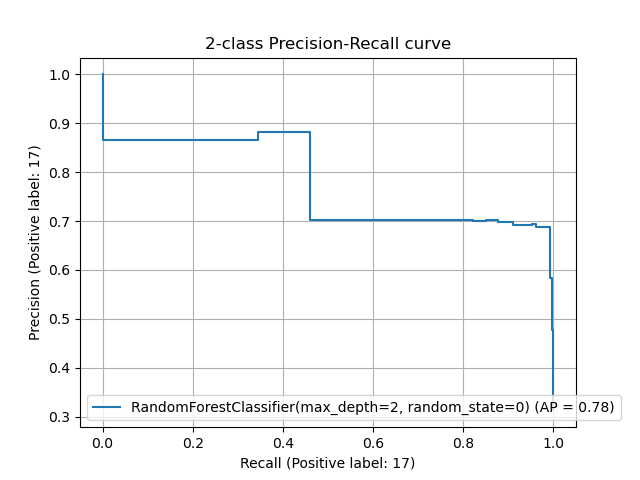 2-class Precision-Recall curve
1.0
0.9
0.8
0.7
0.6
0.5
0.4
0.3
Precision (Positive label: 17)
RandomForestClassifier(max_depth=2, random_state=0) (AP = 0.78)
0.0 0.2 0.4 0.6 0.8 1.0
Recall (Positive label: 17)